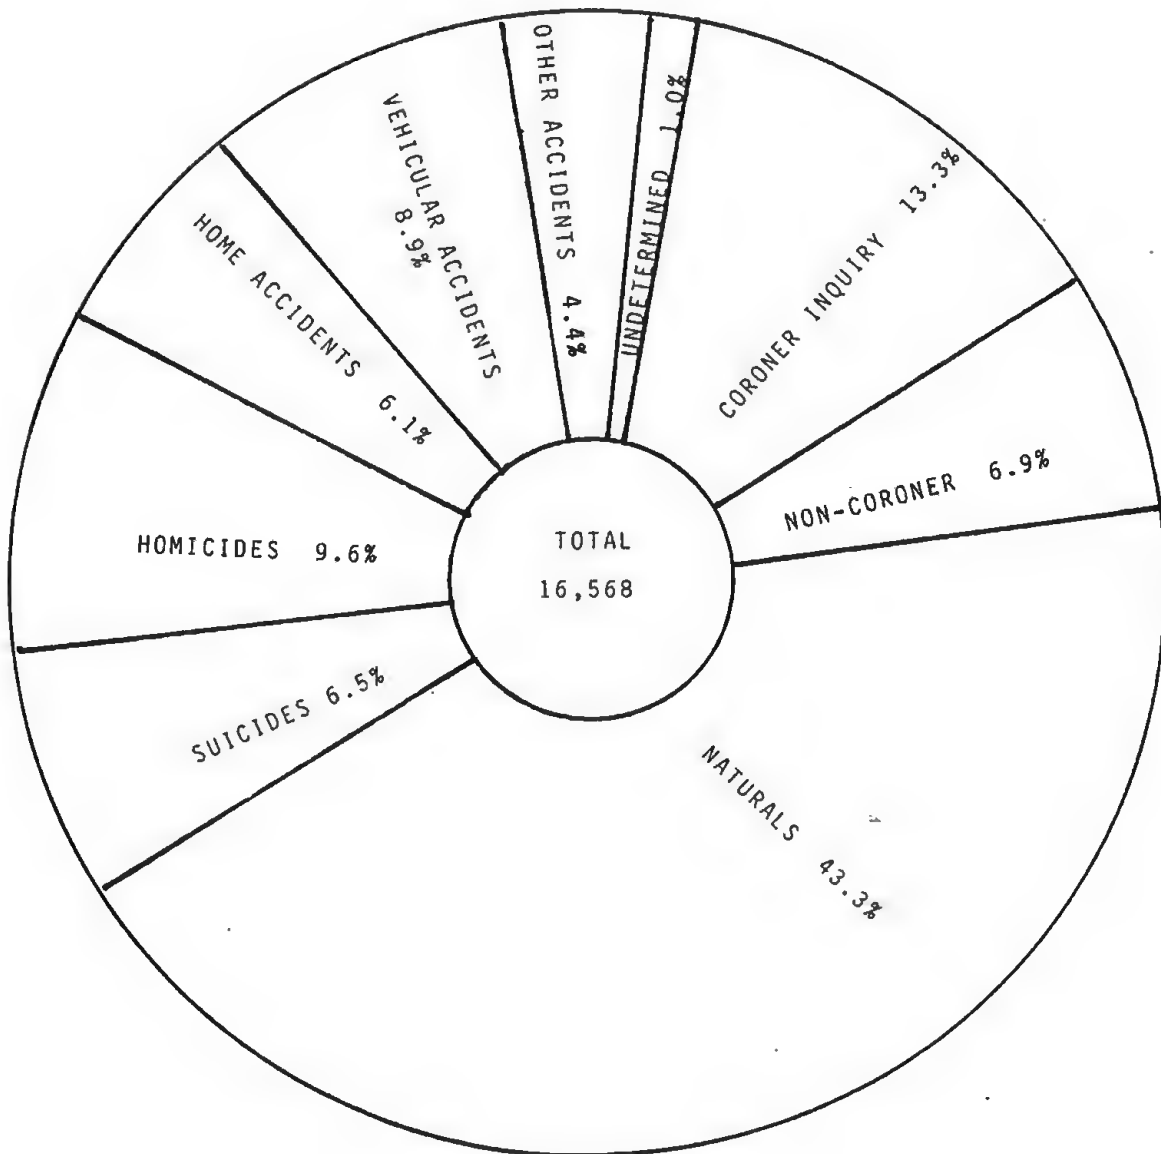 OTHER ACCIDENTS 4.4%
UNDETERMINED 1.0%
CORONER INQUIRY 13.3%
NON-CORONER 6.9%
NATURALS 43.3%
SUICIDES 6.5%
HOMICIDES 9.6%
HOME ACCIDENTS 6.1%
VEHICULAR ACCIDENTS
8.9%
TOTAL
16,568